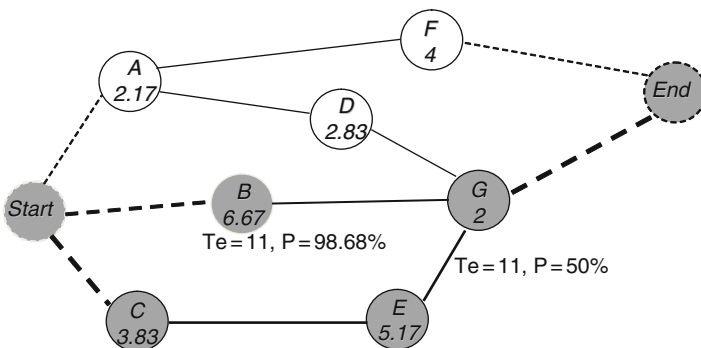 F
4
A
2.17
End
D
2.83
Start
B
6.67
G
2
Te=11, P=98.68%
Te=11, P=50%
C
3.83
E
5.17